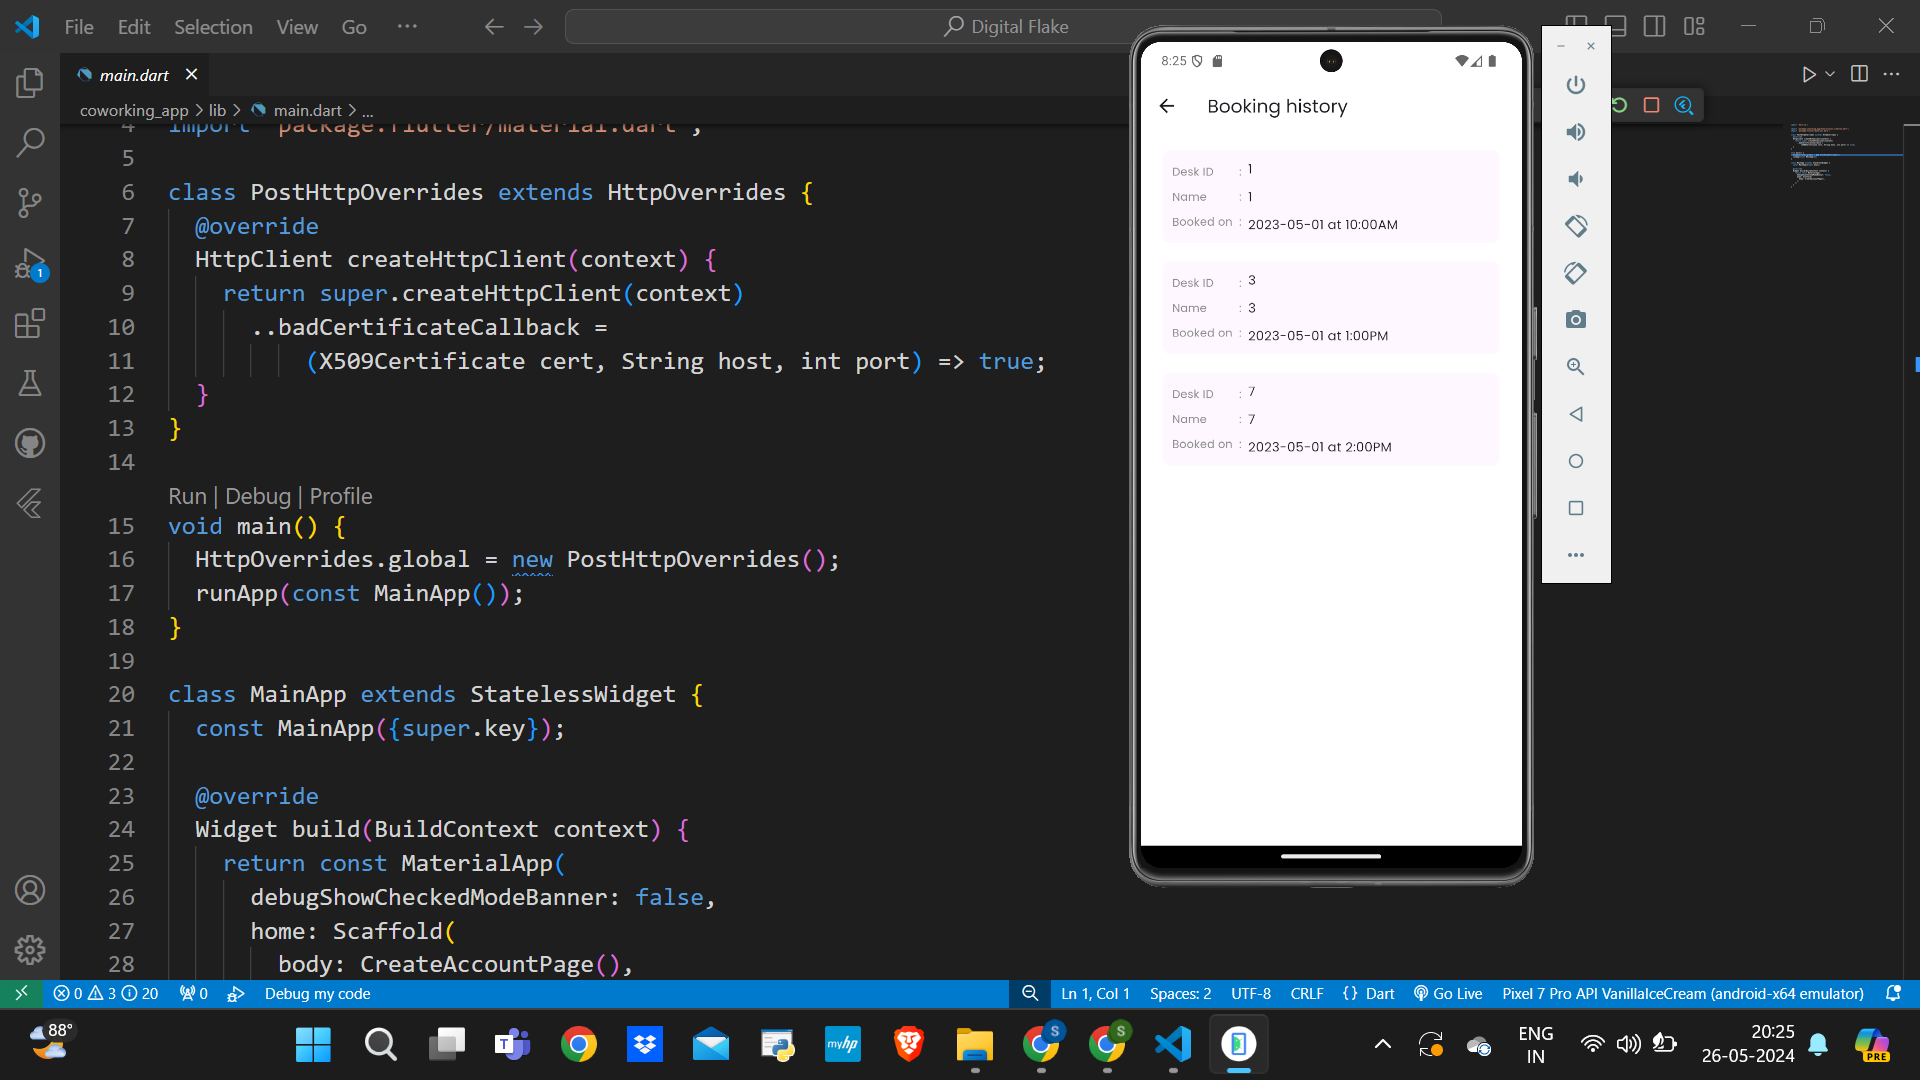 File Edit Selection View Go ··· Digital Flake
main.dart
coworking_app > lib > main.dart > ...
4 import 'package:flutter/material.dart';
5
6 class PostHttpOverrides extends HttpOverrides {
7 @override
8 HttpClient createHttpClient(context) {
9 return super.createHttpClient(context)
10 ..badCertificateCallback =
11 (X509Certificate cert, String host, int port) => true;
12 }
13 }
14
Run | Debug | Profile
15 void main() {
16 HttpOverrides.global = new PostHttpOverrides();
17 runApp(const MainApp());
18 }
19
20 class MainApp extends StatelessWidget {
21 const MainApp({super.key});
22
23 @override
24 Widget build(BuildContext context) {
25 return const MaterialApp(
26 debugShowCheckedModeBanner: false,
27 home: Scaffold(
28 body: CreateAccountPage(),
8:25
Booking history
Desk ID : 1
Name : 1
Booked on : 2023-05-01 at 10:00AM
Desk ID : 3
Name : 3
Booked on : 2023-05-01 at 1:00PM
Desk ID : 7
Name : 7
Booked on : 2023-05-01 at 2:00PM
1
0 3 20 0 Debug my code Ln 1, Col 1 Spaces: 2 UTF-8 CRLF {} Dart Go Live Pixel 7 Pro API VanillaIceCream (android-x64 emulator)
88°
T
myhp
S
S
ENG
IN
20:25
26-05-2024
PRE